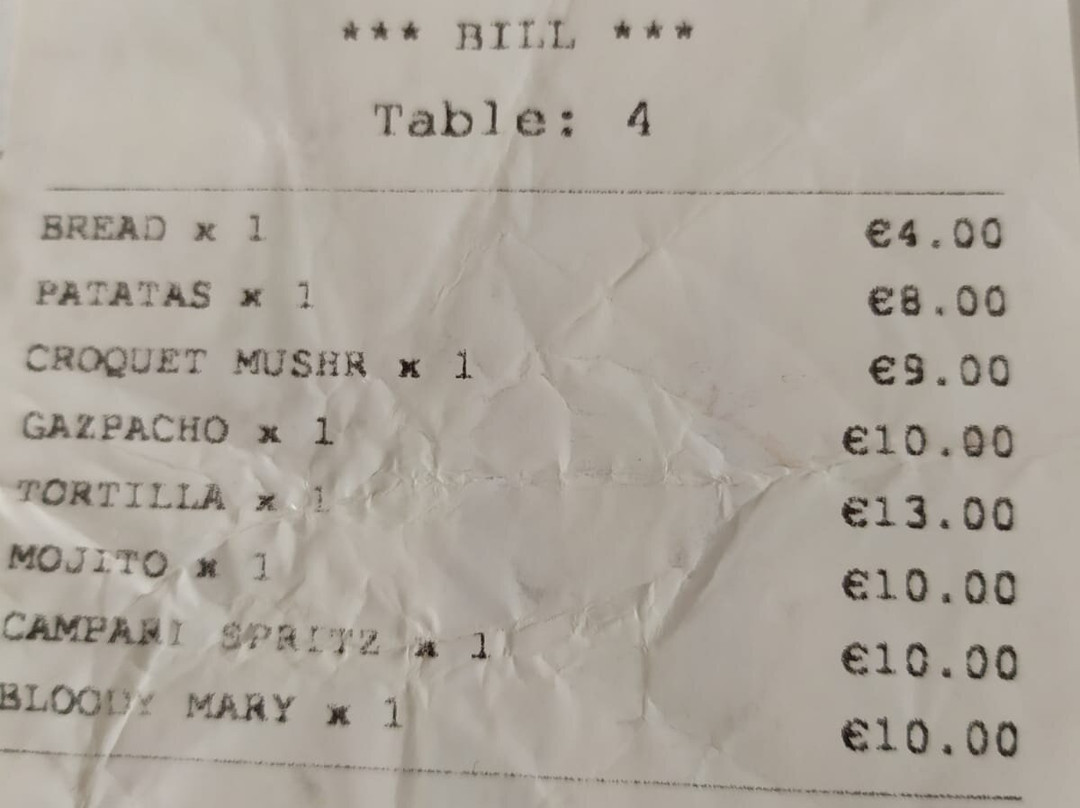 *** BILL ***
Table: 4
BREAD x 1 €4.00
PATATAS x 1 €8.00
CROQUET MUSHR x 1 €9.00
GAZPACHO x 1 €10.00
TORTILLA x 1 €13.00
MOJITO x 1 €10.00
CAMPARI SPRITZ x 1 €10.00
BLOODY MARY x 1 €10.00